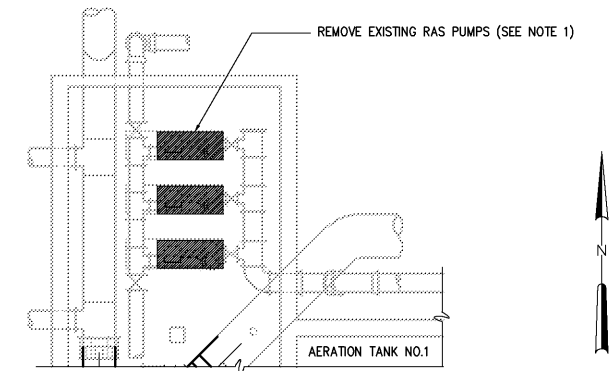 REMOVE EXISTING RAS PUMPS (SEE NOTE 1)
N
AERATION TANK NO.1